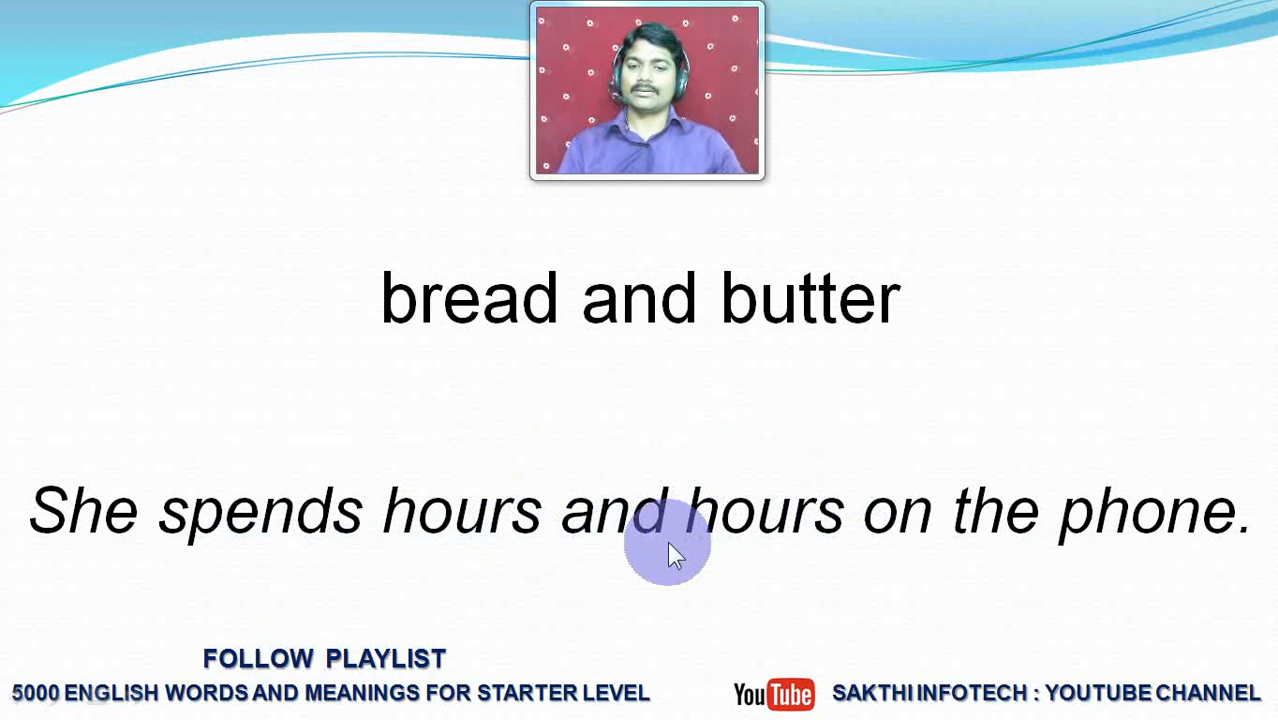 bread and butter
She spends hours and hours on the phone.
FOLLOW PLAYLIST
5000 ENGLISH WORDS AND MEANINGS FOR STARTER LEVEL
YouTube SAKTHI INFOTECH : YOUTUBE CHANNEL